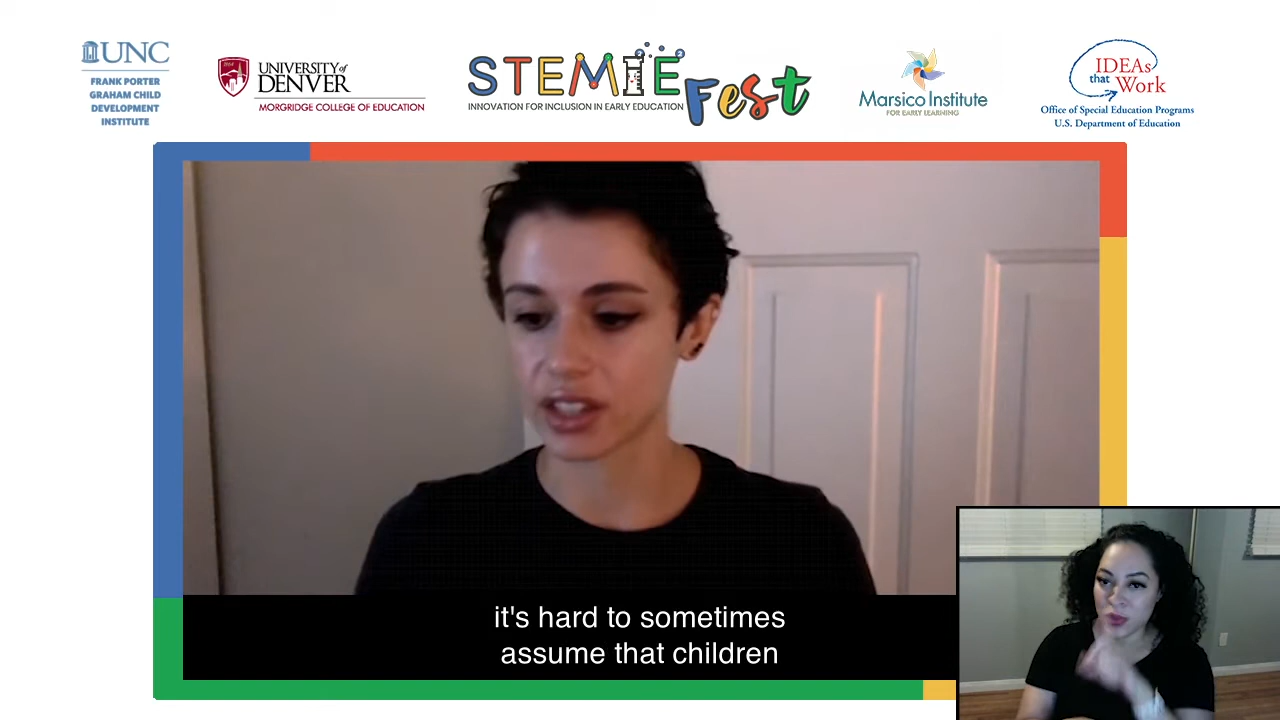 UNC
FRANK PORTER
GRAHAM CHILD
DEVELOPMENT
INSTITUTE
1864
UNIVERSITY of
DENVER
MORGRIDGE COLLEGE OF EDUCATION
STEMIE
Fest
INNOVATION FOR INCLUSION IN EARLY EDUCATION
Marsico Institute
FOR EARLY LEARNING
IDEAs
that
Work
Office of Special Education Programs
U.S. Department of Education
it's hard to sometimes
assume that children